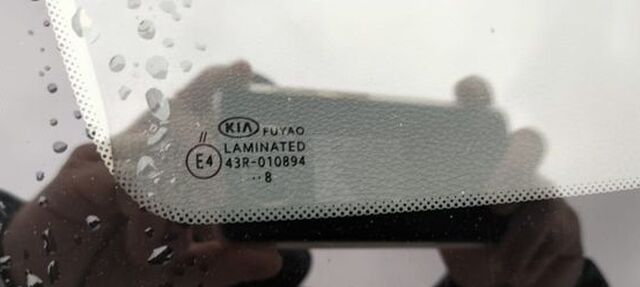 KIA FUYAO
//
LAMINATED
E4 43R-010894
··8